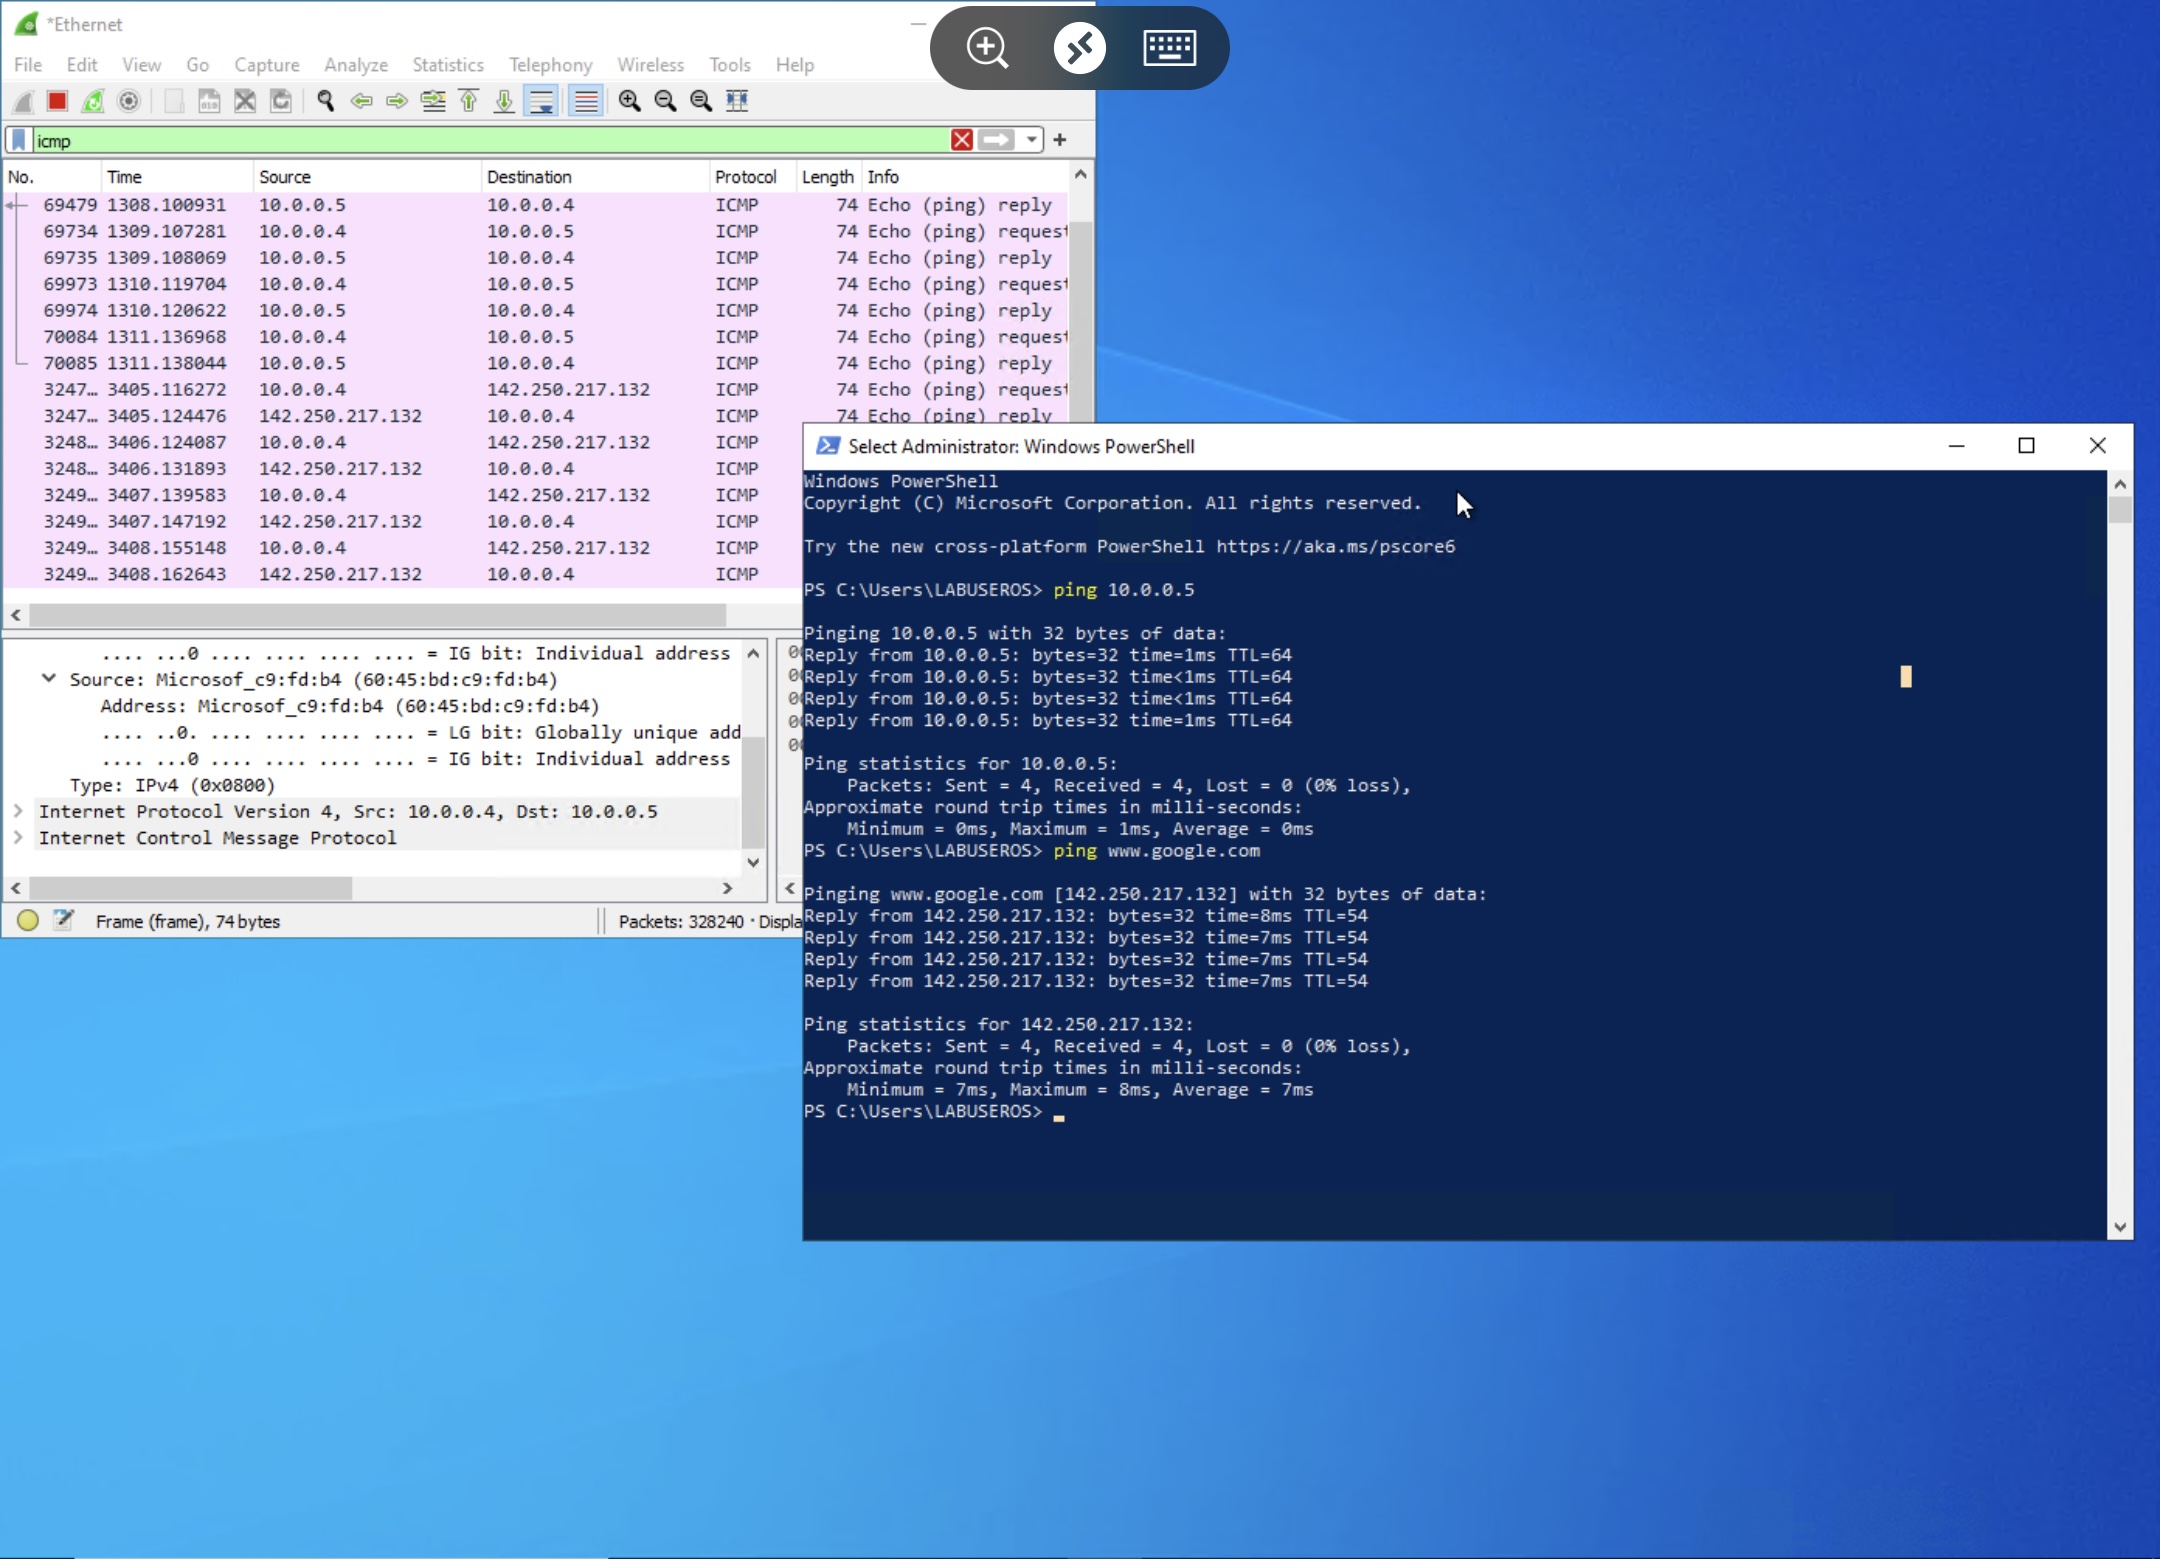 *Ethernet
File Edit View Go Capture Analyze Statistics Telephony Wireless Tools Help
icmp
No. Time Source Destination Protocol Length Info
69479 1308.100931 10.0.0.5 10.0.0.4 ICMP 74 Echo (ping) reply
69734 1309.107281 10.0.0.4 10.0.0.5 ICMP 74 Echo (ping) request
69735 1309.108069 10.0.0.5 10.0.0.4 ICMP 74 Echo (ping) reply
69973 1310.119704 10.0.0.4 10.0.0.5 ICMP 74 Echo (ping) request
69974 1310.120622 10.0.0.5 10.0.0.4 ICMP 74 Echo (ping) reply
70084 1311.136968 10.0.0.4 10.0.0.5 ICMP 74 Echo (ping) request
70085 1311.138044 10.0.0.5 10.0.0.4 ICMP 74 Echo (ping) reply
3247… 3405.116272 10.0.0.4 142.250.217.132 ICMP 74 Echo (ping) request
3247… 3405.124476 142.250.217.132 10.0.0.4 ICMP 74 Echo (ping) reply
3248… 3406.124087 10.0.0.4 142.250.217.132 ICMP
3248… 3406.131893 142.250.217.132 10.0.0.4 ICMP
3249… 3407.139583 10.0.0.4 142.250.217.132 ICMP
3249… 3407.147192 142.250.217.132 10.0.0.4 ICMP
3249… 3408.155148 10.0.0.4 142.250.217.132 ICMP
3249… 3408.162643 142.250.217.132 10.0.0.4 ICMP
.... ...0 .... .... .... .... = IG bit: Individual address
Source: Microsof_c9:fd:b4 (60:45:bd:c9:fd:b4)
Address: Microsof_c9:fd:b4 (60:45:bd:c9:fd:b4)
.... ..0. .... .... .... .... = LG bit: Globally unique add
.... ...0 .... .... .... .... = IG bit: Individual address
Type: IPv4 (0x0800)
Internet Protocol Version 4, Src: 10.0.0.4, Dst: 10.0.0.5
Internet Control Message Protocol
Frame (frame), 74 bytes
Packets: 328240 · Displa
Select Administrator: Windows PowerShell
Windows PowerShell
Copyright (C) Microsoft Corporation. All rights reserved.
Try the new cross-platform PowerShell https://aka.ms/pscore6
PS C:\Users\LABUSEROS> ping 10.0.0.5
Pinging 10.0.0.5 with 32 bytes of data:
Reply from 10.0.0.5: bytes=32 time=1ms TTL=64
Reply from 10.0.0.5: bytes=32 time<1ms TTL=64
Reply from 10.0.0.5: bytes=32 time<1ms TTL=64
Reply from 10.0.0.5: bytes=32 time=1ms TTL=64
Ping statistics for 10.0.0.5:
Packets: Sent = 4, Received = 4, Lost = 0 (0% loss),
Approximate round trip times in milli-seconds:
Minimum = 0ms, Maximum = 1ms, Average = 0ms
PS C:\Users\LABUSEROS> ping www.google.com
Pinging www.google.com [142.250.217.132] with 32 bytes of data:
Reply from 142.250.217.132: bytes=32 time=8ms TTL=54
Reply from 142.250.217.132: bytes=32 time=7ms TTL=54
Reply from 142.250.217.132: bytes=32 time=7ms TTL=54
Reply from 142.250.217.132: bytes=32 time=7ms TTL=54
Ping statistics for 142.250.217.132:
Packets: Sent = 4, Received = 4, Lost = 0 (0% loss),
Approximate round trip times in milli-seconds:
Minimum = 7ms, Maximum = 8ms, Average = 7ms
PS C:\Users\LABUSEROS>